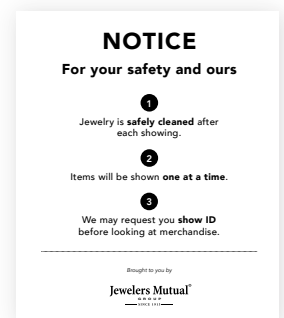 NOTICE
For your safety and ours
1
Jewelry is safely cleaned after
each showing.
2
Items will be shown one at a time.
3
We may request you show ID
before looking at merchandise.
Brought to you by
Jewelers Mutual®
GROUP
SINCE 1913